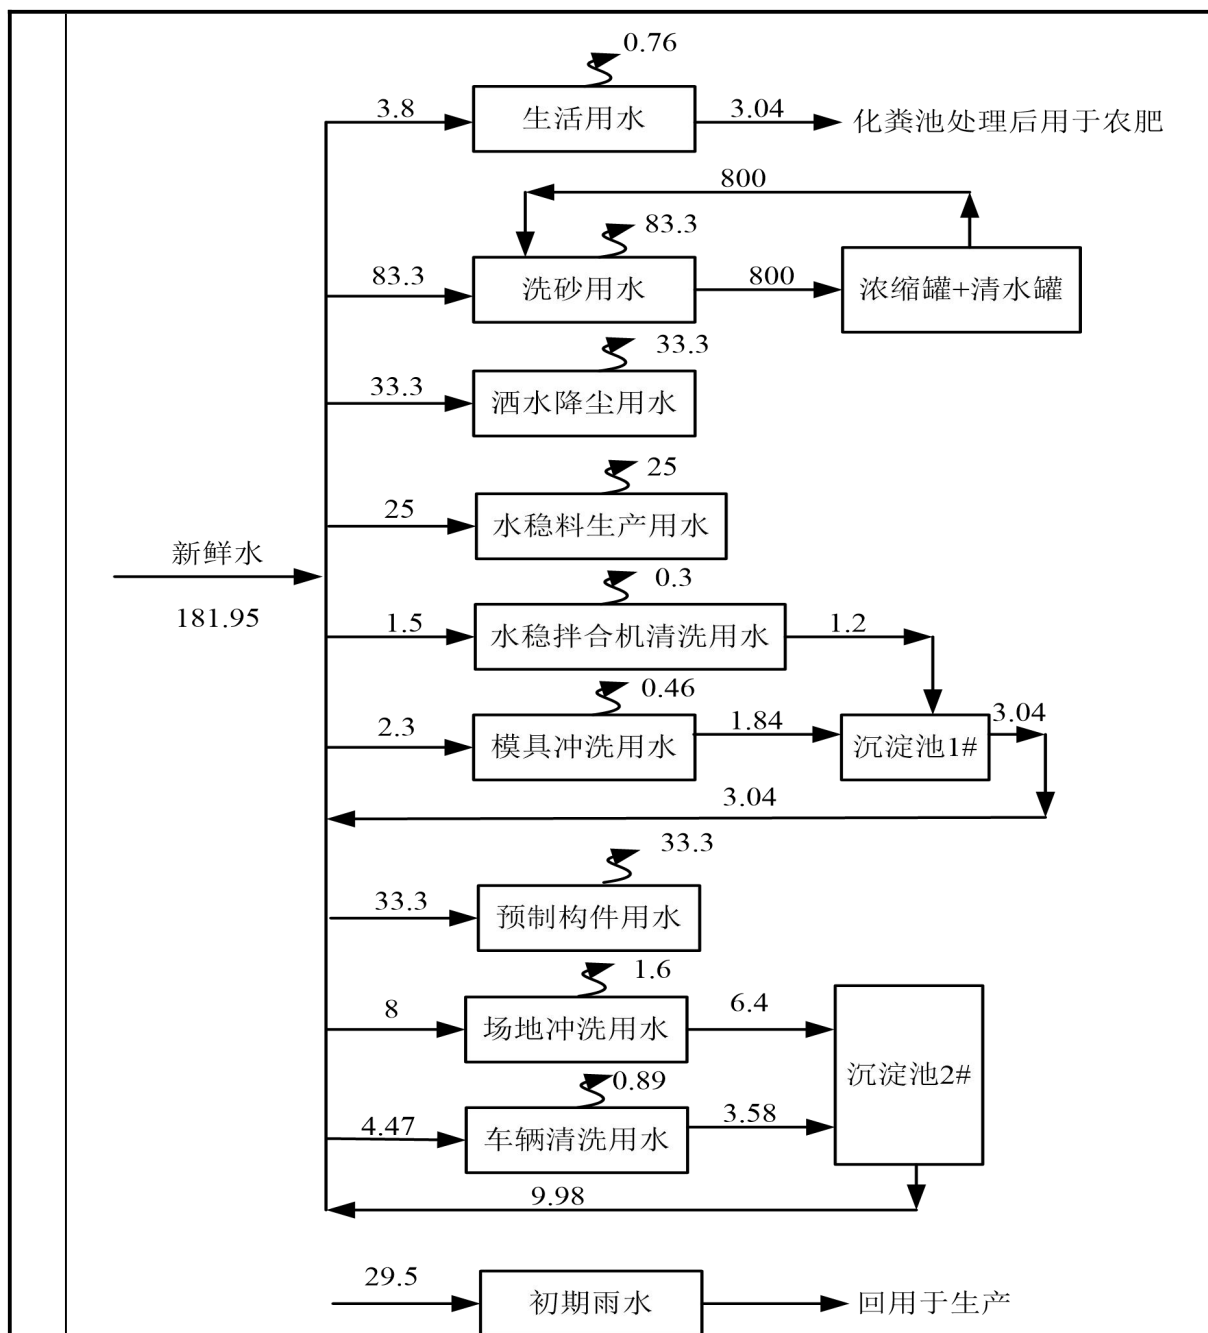 0.76
3.8
生活用水
3.04
化粪池处理后用于农肥
800
83.3
83.3
洗砂用水
800
浓缩罐+清水罐
33.3
33.3
洒水降尘用水
25
25
水稳料生产用水
新鲜水
181.95
0.3
1.5
水稳拌合机清洗用水
1.2
0.46
2.3
模具冲洗用水
1.84
沉淀池1#
3.04
3.04
33.3
33.3
预制构件用水
1.6
8
场地冲洗用水
6.4
沉淀池2#
0.89
4.47
车辆清洗用水
3.58
9.98
29.5
初期雨水
回用于生产